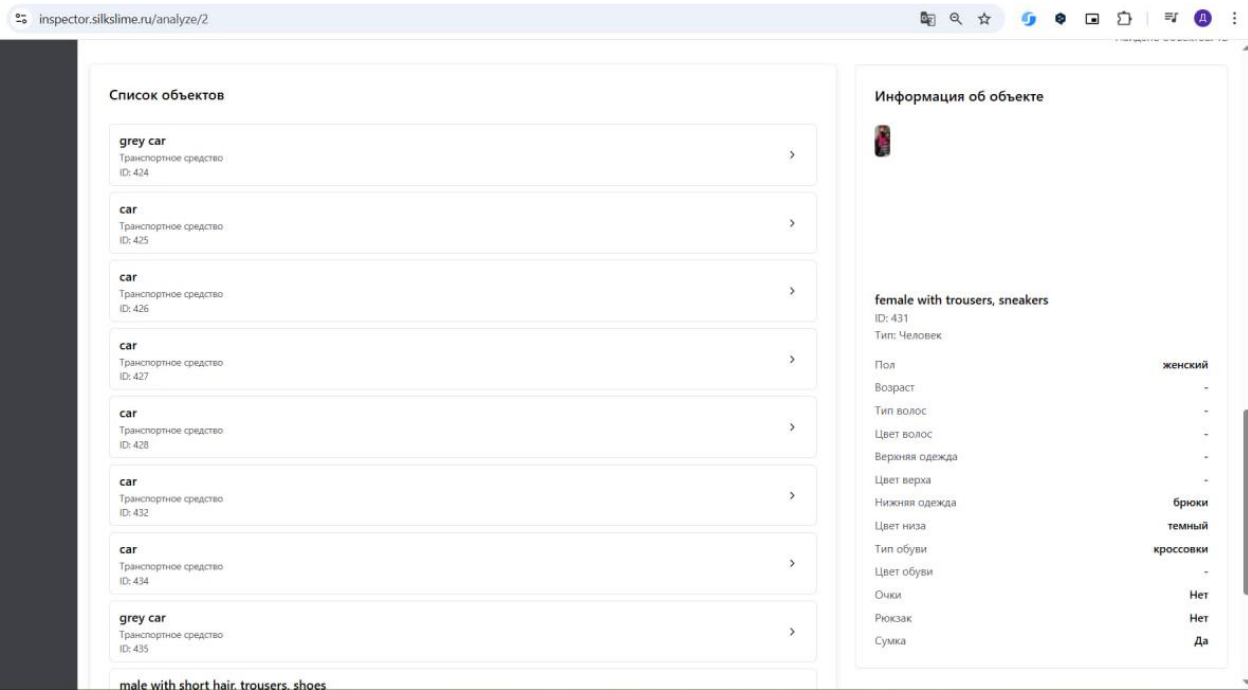 inspector.silkslime.ru/analyze/2
Д
Список объектов
grey car
Транспортное средство
ID: 424
car
Транспортное средство
ID: 425
car
Транспортное средство
ID: 426
car
Транспортное средство
ID: 427
car
Транспортное средство
ID: 428
car
Транспортное средство
ID: 432
car
Транспортное средство
ID: 434
grey car
Транспортное средство
ID: 435
male with short hair, trousers, shoes
Информация об объекте
female with trousers, sneakers
ID: 431
Тип: Человек
Пол женский
Возраст -
Тип волос -
Цвет волос -
Верхняя одежда -
Цвет верха -
Нижняя одежда брюки
Цвет низа темный
Тип обуви кроссовки
Цвет обуви -
Очки Нет
Рюкзак Нет
Сумка Да